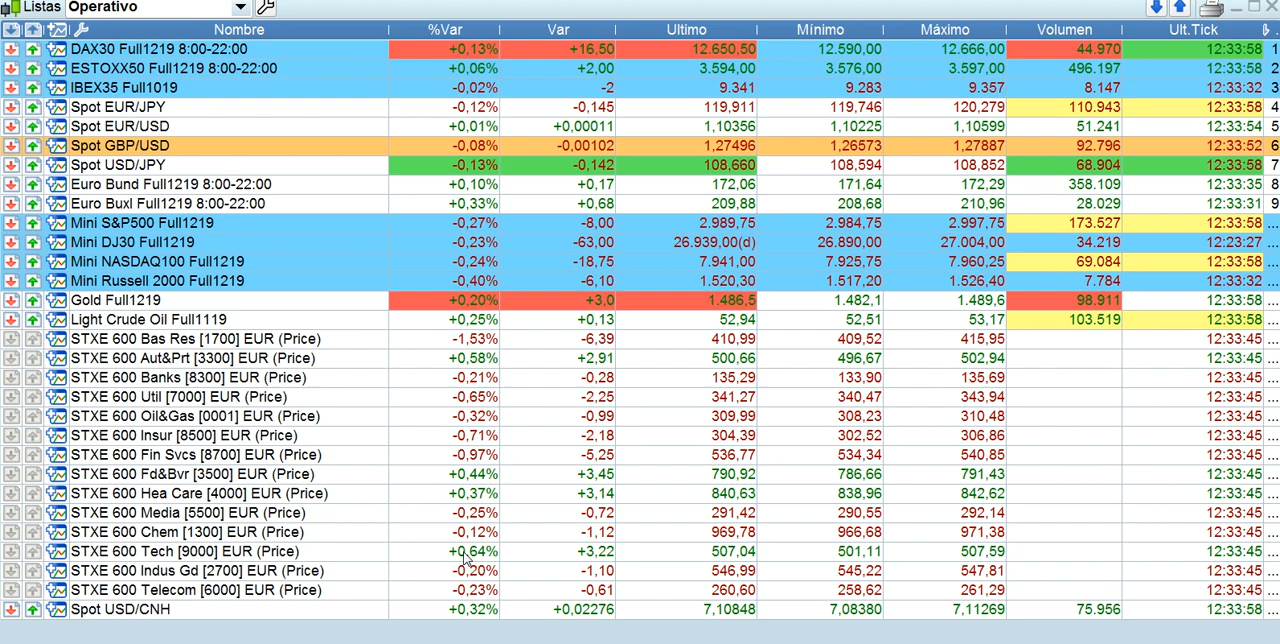 Listas Operativo
Nombre %Var Var Ultimo Mínimo Máximo Volumen Ult.Tick
DAX30 Full1219 8:00-22:00 +0,13% +16,50 12.650,50 12.590,00 12.666,00 44.970 12:33:58 1
ESTOXX50 Full1219 8:00-22:00 +0,06% +2,00 3.594,00 3.576,00 3.597,00 496.197 12:33:58 2
IBEX35 Full1019 -0,02% -2 9.341 9.283 9.357 8.147 12:33:32 3
Spot EUR/JPY -0,12% -0,145 119,911 119,746 120,279 110.943 12:33:58 4
Spot EUR/USD +0,01% +0,00011 1,10356 1,10225 1,10599 51.241 12:33:54 5
Spot GBP/USD -0,08% -0,00102 1,27496 1,26573 1,27887 92.796 12:33:52 6
Spot USD/JPY -0,13% -0,142 108,660 108,594 108,852 68.904 12:33:58 7
Euro Bund Full1219 8:00-22:00 +0,10% +0,17 172,06 171,64 172,29 358.109 12:33:35 8
Euro Buxl Full1219 8:00-22:00 +0,33% +0,68 209,88 208,68 210,96 28.029 12:33:31 9
Mini S&P500 Full1219 -0,27% -8,00 2.989,75 2.984,75 2.997,75 173.527 12:33:58 ...
Mini DJ30 Full1219 -0,23% -63,00 26.939,00(d) 26.890,00 27.004,00 34.219 12:23:27 ...
Mini NASDAQ100 Full1219 -0,24% -18,75 7.941,00 7.925,75 7.960,25 69.084 12:33:58 ...
Mini Russell 2000 Full1219 -0,40% -6,10 1.520,30 1.517,20 1.526,40 7.784 12:33:32 ...
Gold Full1219 +0,20% +3,0 1.486,5 1.482,1 1.489,6 98.911 12:33:58 ...
Light Crude Oil Full1119 +0,25% +0,13 52,94 52,51 53,17 103.519 12:33:58 ...
STXE 600 Bas Res [1700] EUR (Price) -1,53% -6,39 410,99 409,52 415,95 12:33:45 ...
STXE 600 Aut&Prt [3300] EUR (Price) +0,58% +2,91 500,66 496,67 502,94 12:33:45 ...
STXE 600 Banks [8300] EUR (Price) -0,21% -0,28 135,29 133,90 135,69 12:33:45 ...
STXE 600 Util [7000] EUR (Price) -0,65% -2,25 341,27 340,47 343,94 12:33:45 ...
STXE 600 Oil&Gas [0001] EUR (Price) -0,32% -0,99 309,99 308,23 310,48 12:33:45 ...
STXE 600 Insur [8500] EUR (Price) -0,71% -2,18 304,39 302,52 306,86 12:33:45 ...
STXE 600 Fin Svcs [8700] EUR (Price) -0,97% -5,25 536,77 534,34 540,85 12:33:45 ...
STXE 600 Fd&Bvr [3500] EUR (Price) +0,44% +3,45 790,92 786,66 791,43 12:33:45 ...
STXE 600 Hea Care [4000] EUR (Price) +0,37% +3,14 840,63 838,96 842,62 12:33:45 ...
STXE 600 Media [5500] EUR (Price) -0,25% -0,72 291,42 290,55 292,14 12:33:45 ...
STXE 600 Chem [1300] EUR (Price) -0,12% -1,12 969,78 966,68 971,38 12:33:45 ...
STXE 600 Tech [9000] EUR (Price) +0,64% +3,22 507,04 501,11 507,59 12:33:45 ...
STXE 600 Indus Gd [2700] EUR (Price) -0,20% -1,10 546,99 545,22 547,81 12:33:45 ...
STXE 600 Telecom [6000] EUR (Price) -0,23% -0,61 260,60 258,62 261,29 12:33:45 ...
Spot USD/CNH +0,32% +0,02276 7,10848 7,08380 7,11269 75.956 12:33:58 ...